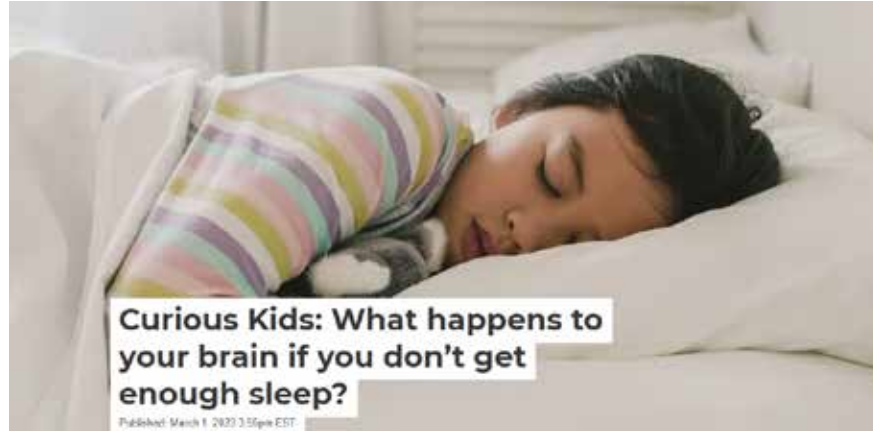 Curious Kids: What happens to
your brain if you don’t get
enough sleep?
Published: March 1, 2023 3.55pm EST